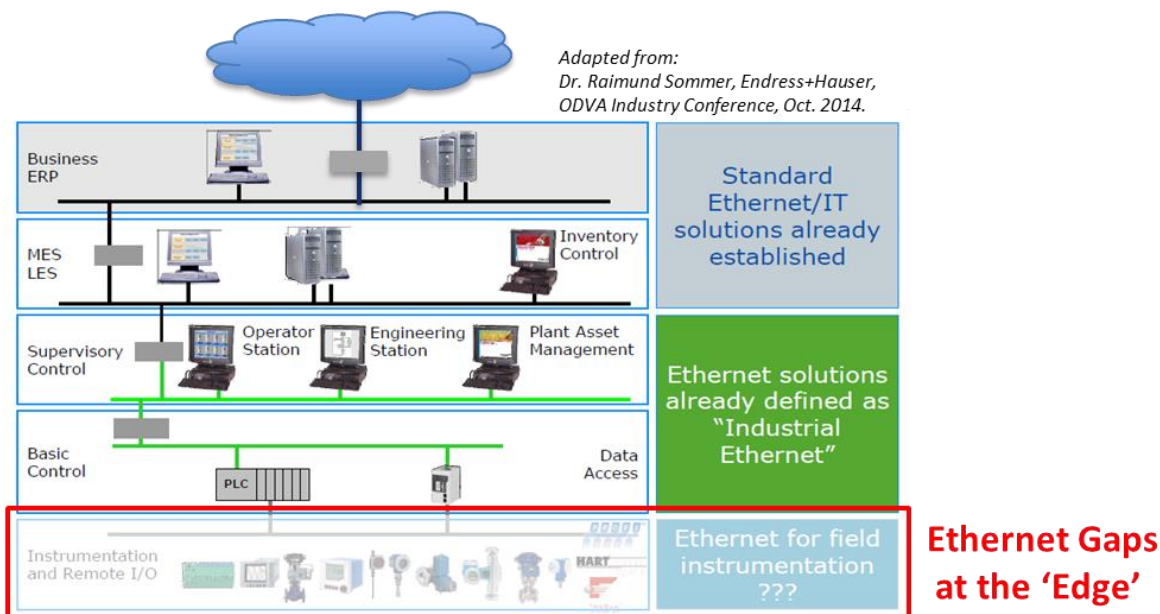 Adapted from:
Dr. Raimund Sommer, Endress+Hauser,
ODVA Industry Conference, Oct. 2014.
Business
ERP
Standard
Ethernet/IT
solutions already
established
MES
LES
Inventory
Control
Supervisory
Control
Operator
Station
Engineering
Station
Plant Asset
Management
Ethernet solutions
already defined as
“Industrial
Ethernet”
Basic
Control
PLC
Data
Access
Instrumentation
and Remote I/O
HART
Ethernet for field
instrumentation
???
Ethernet Gaps
at the ‘Edge’